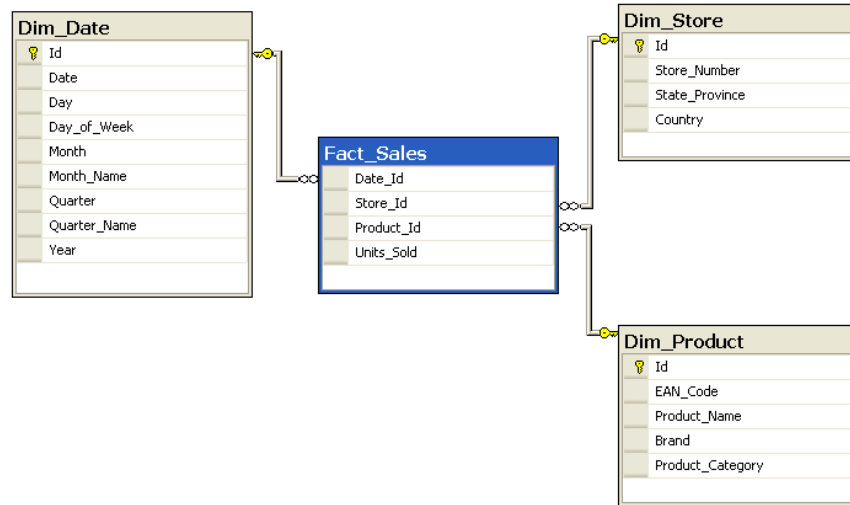 Dim_Date
Id
Date
Day
Day_of_Week
Month
Month_Name
Quarter
Quarter_Name
Year
Fact_Sales
Date_Id
Store_Id
Product_Id
Units_Sold
Dim_Store
Id
Store_Number
State_Province
Country
Dim_Product
Id
EAN_Code
Product_Name
Brand
Product_Category